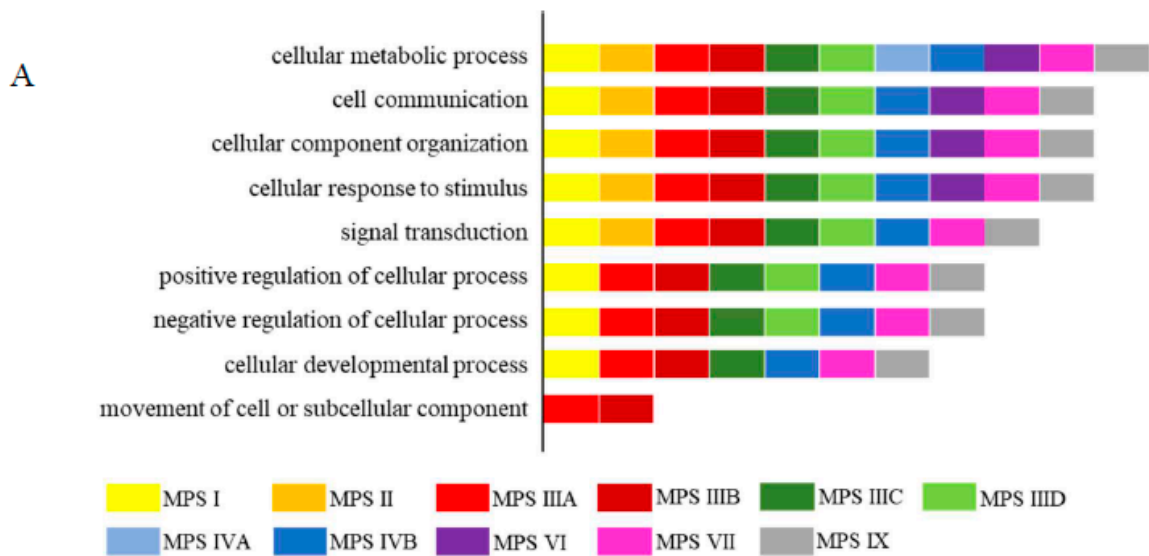 A
cellular metabolic process
cell communication
cellular component organization
cellular response to stimulus
signal transduction
positive regulation of cellular process
negative regulation of cellular process
cellular developmental process
movement of cell or subcellular component
MPS I MPS II MPS IIIA MPS IIIB MPS IIIC MPS IIID
MPS IVA MPS IVB MPS VI MPS VII MPS IX